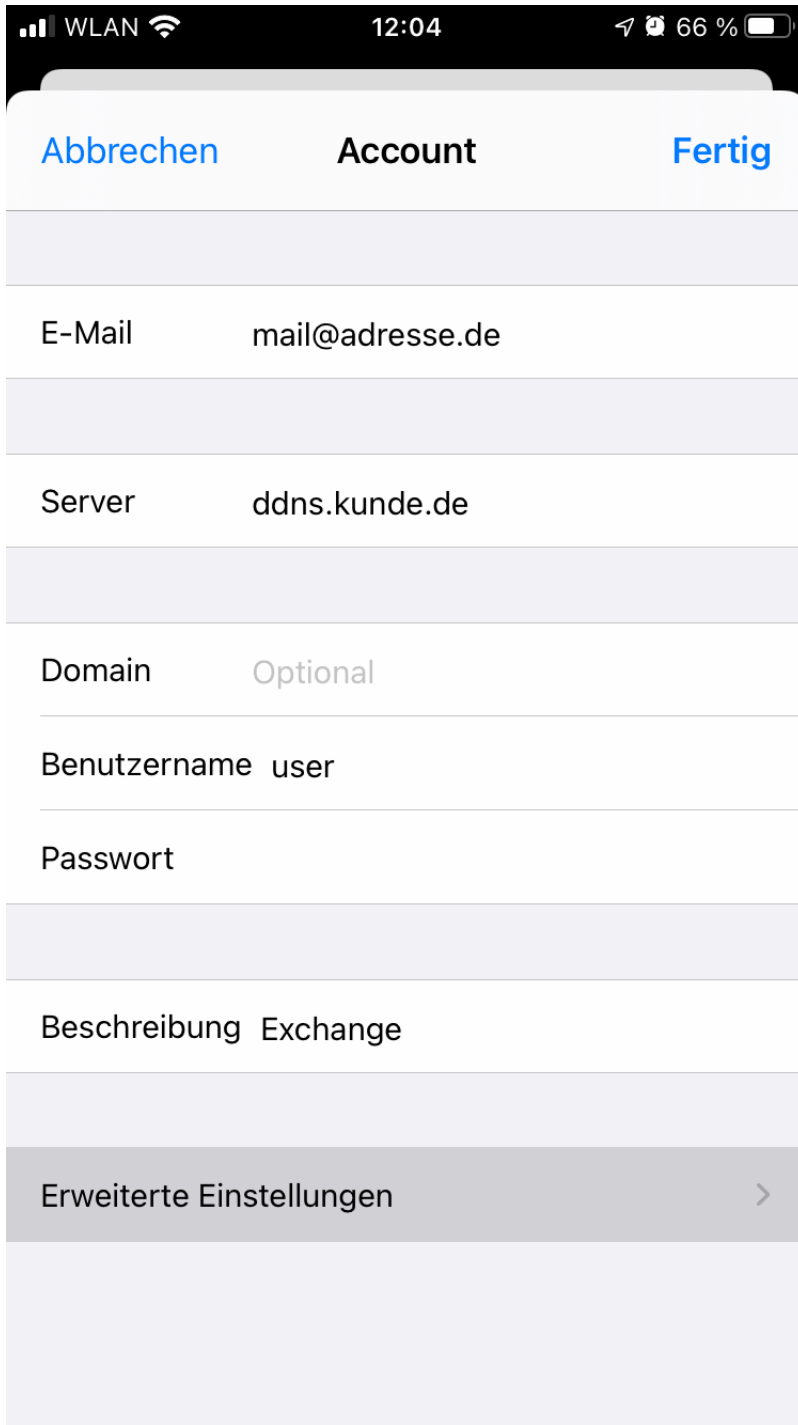 WLAN 12:04 66 %
Abbrechen Account Fertig
E-Mail mail@adresse.de
Server ddns.kunde.de
Domain Optional
Benutzername user
Passwort
Beschreibung Exchange
Erweiterte Einstellungen